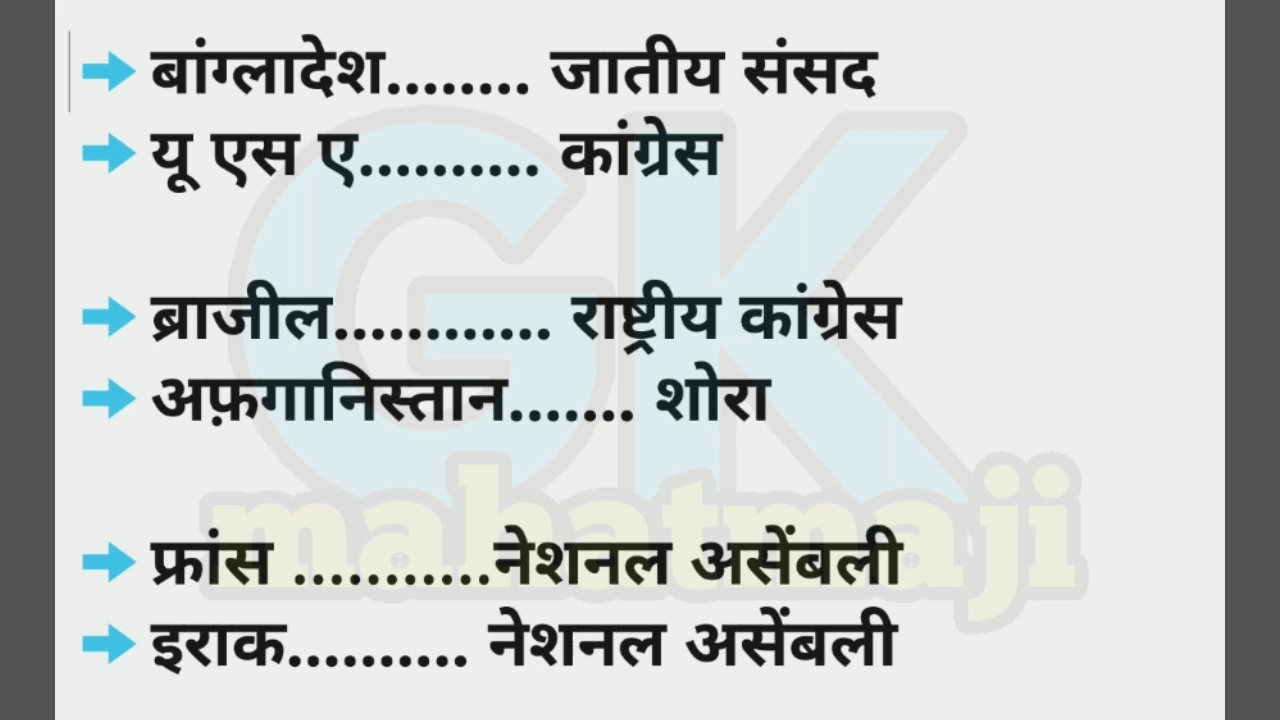 बांग्लादेश........ जातीय संसद
यू एस ए.......... कांग्रेस
ब्राजील............ राष्ट्रीय कांग्रेस
अफ़गानिस्तान....... शोरा
फ्रांस ...........नेशनल असेंबली
इराक.......... नेशनल असेंबली
GK
mahatmaji